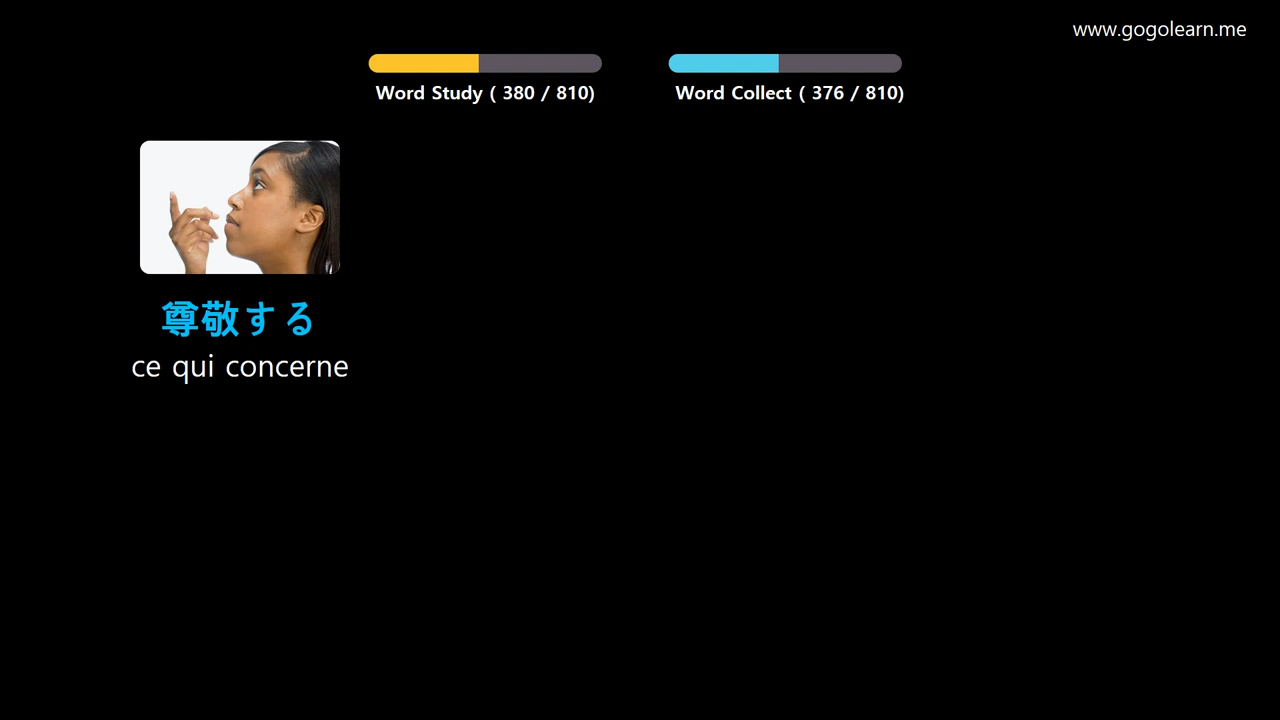 www.gogolearn.me
Word Study ( 380 / 810)
Word Collect ( 376 / 810)
尊敬する
ce qui concerne